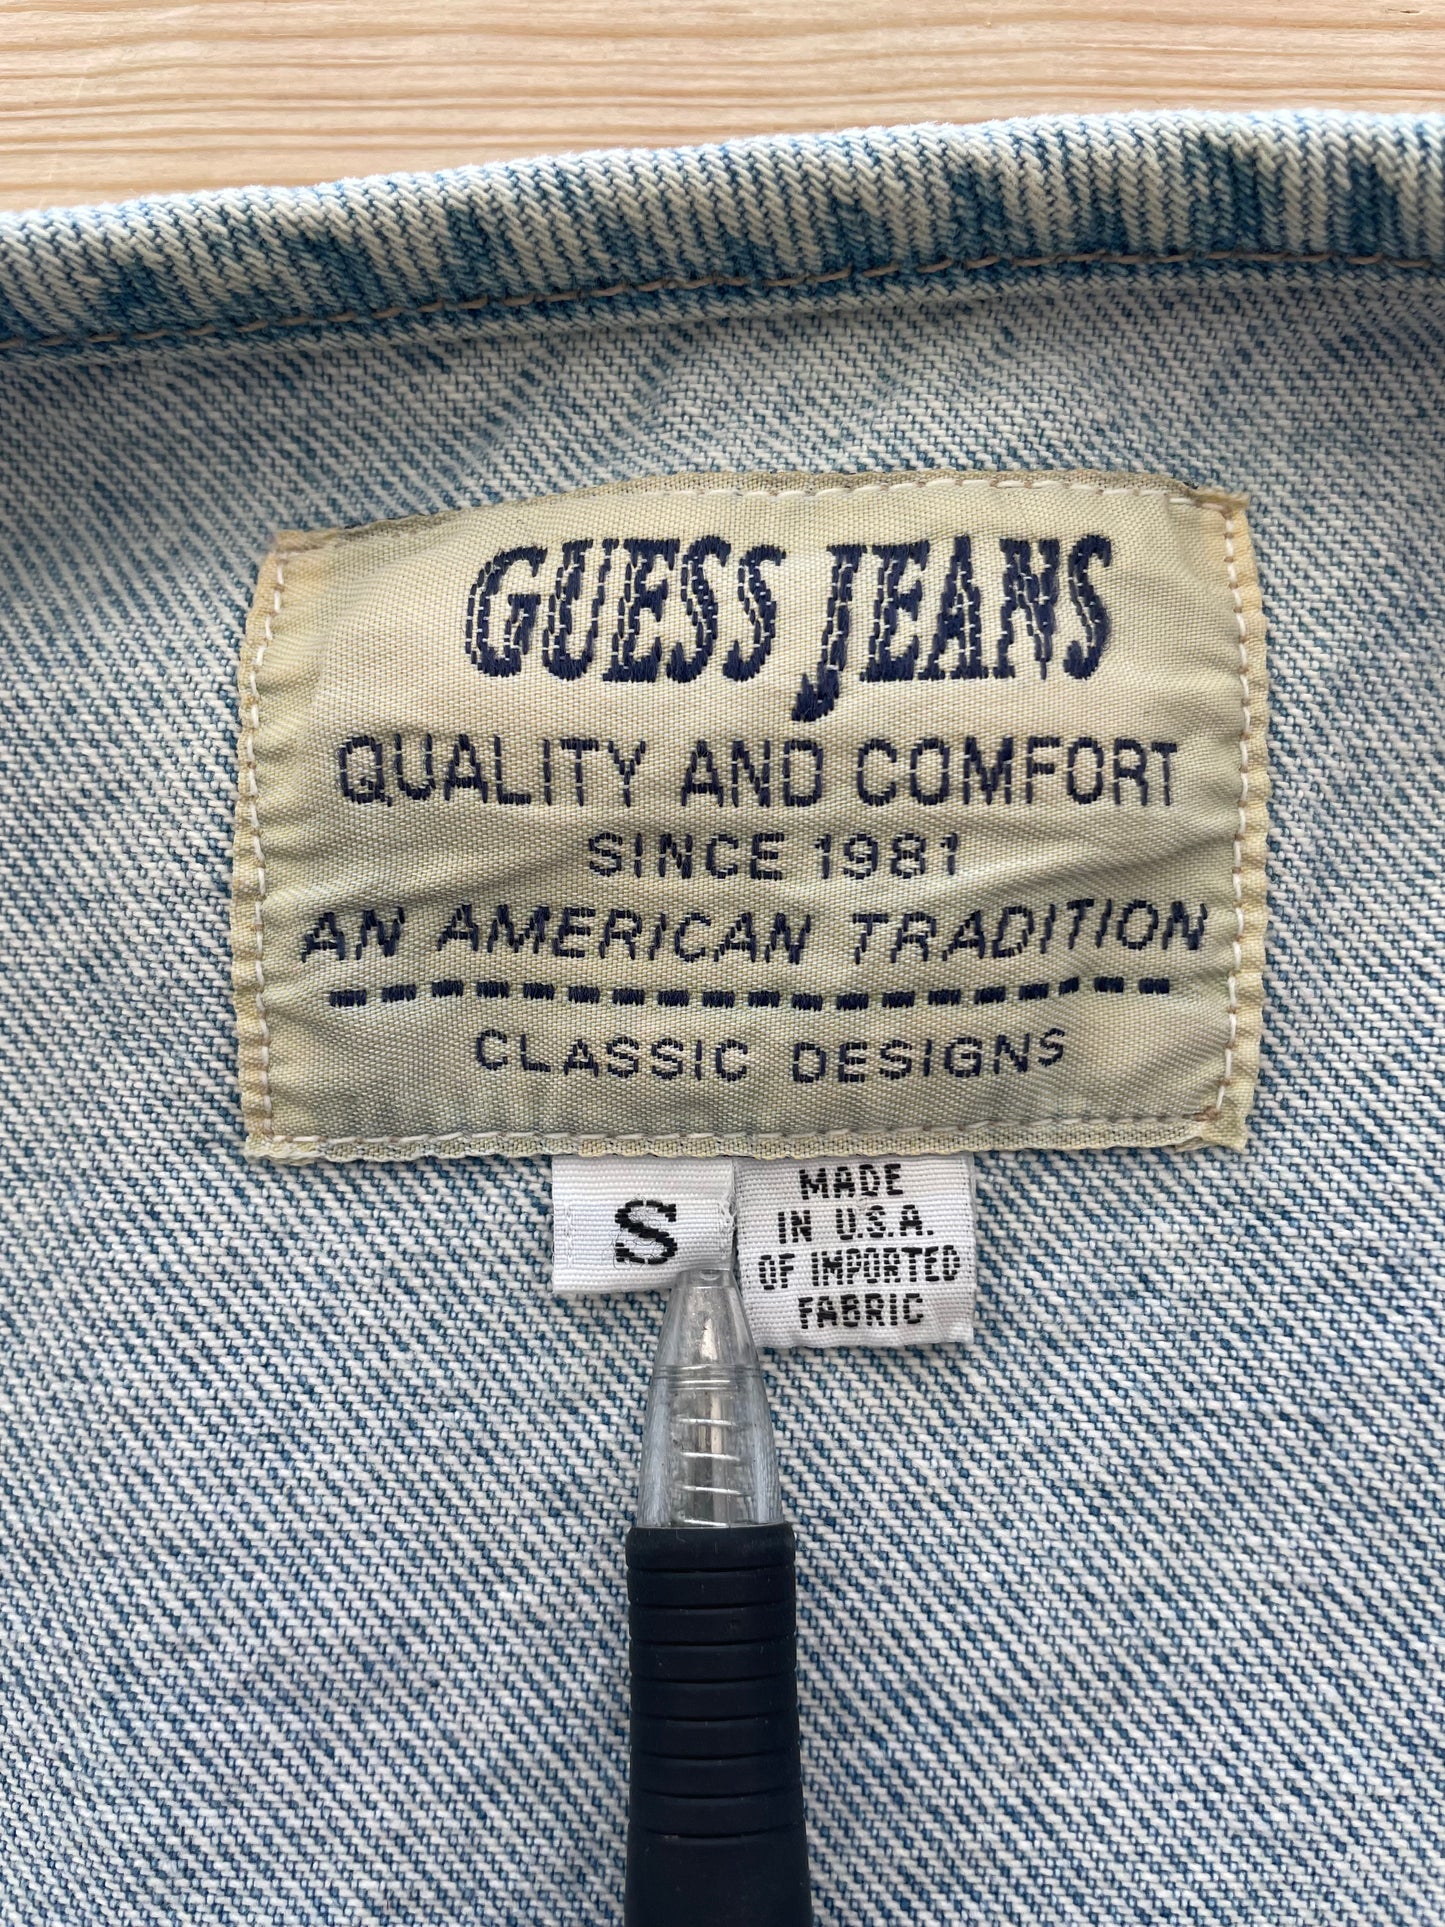 GUESS JEANS
QUALITY AND COMFORT
SINCE 1981
AN AMERICAN TRADITION
CLASSIC DESIGNS
S
MADE
IN U.S.A.
OF IMPORTED
FABRIC